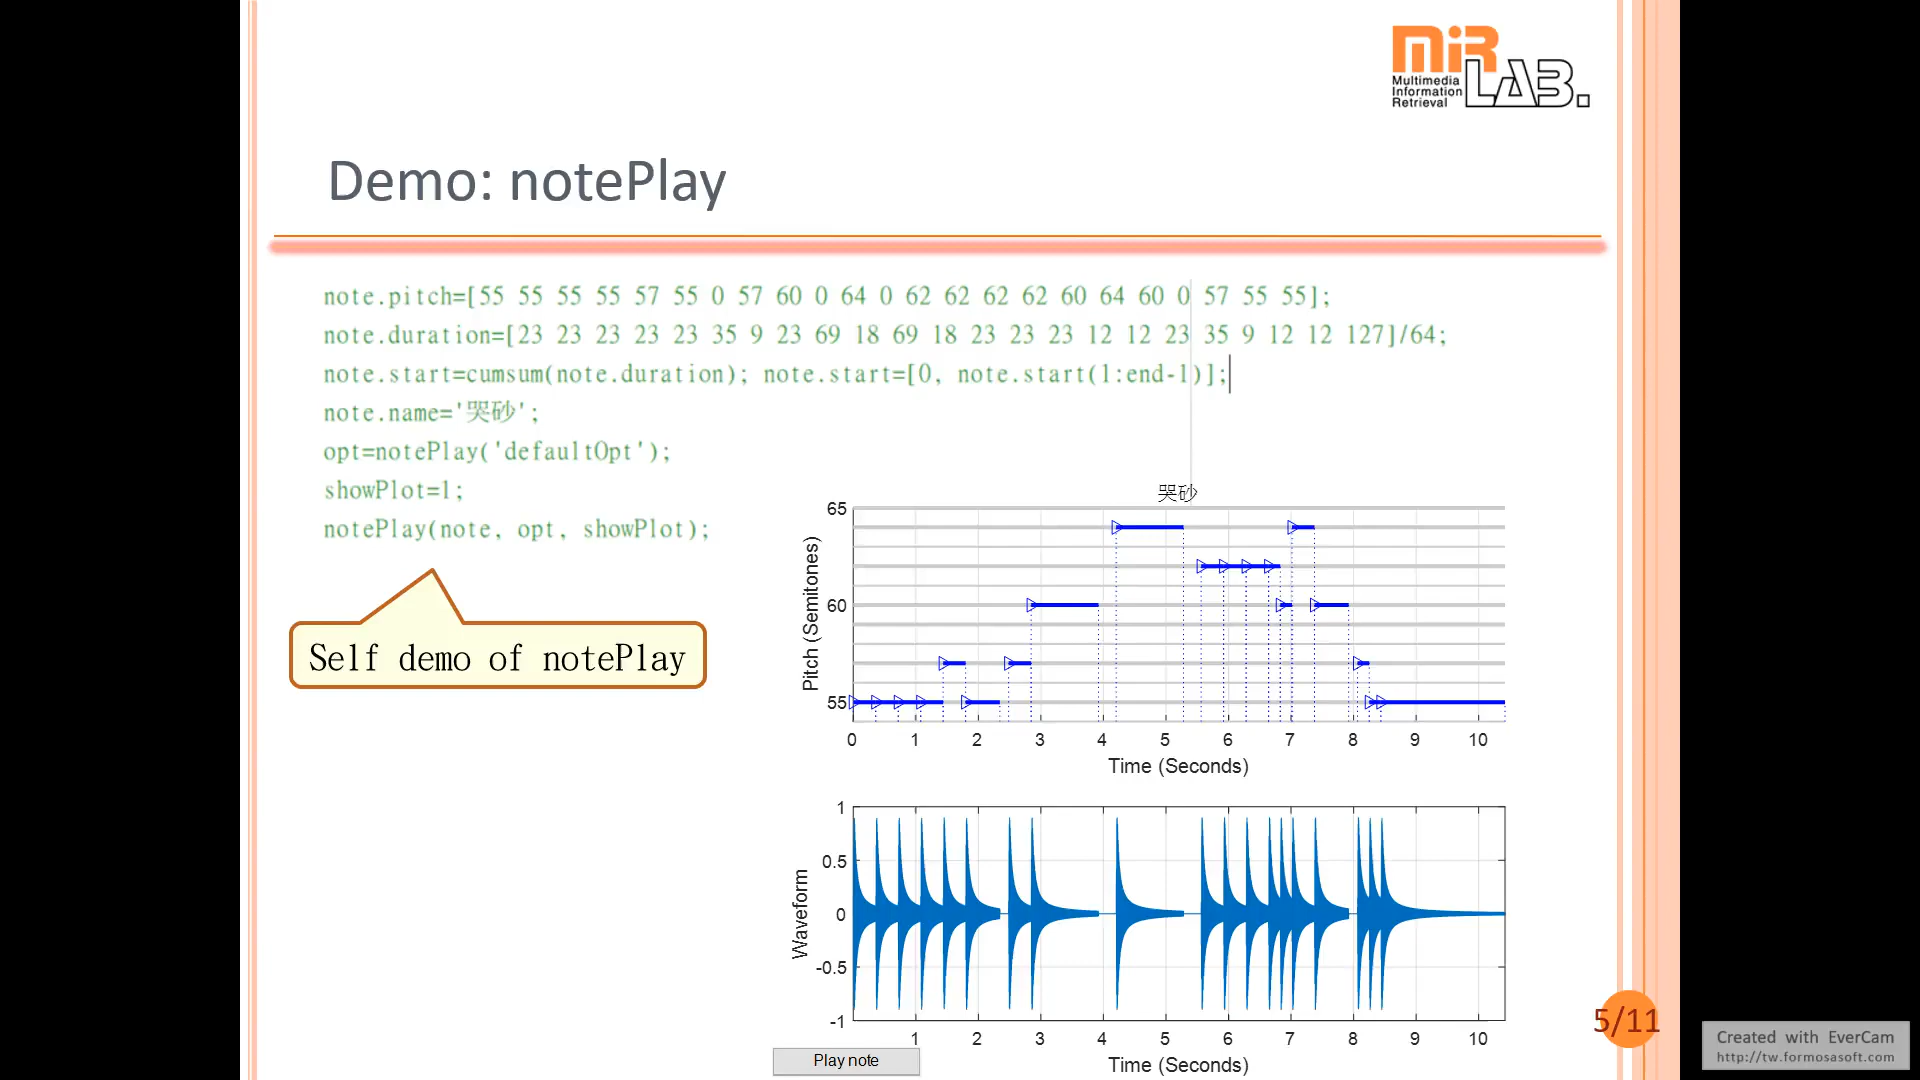 MiR
Multimedia
Information
Retrieval
LAB.
Demo: notePlay
note.pitch=[55 55 55 55 57 55 0 57 60 0 64 0 62 62 62 62 60 64 60 0 57 55 55];
note.duration=[23 23 23 23 23 35 9 23 69 18 69 18 23 23 23 12 12 23 35 9 12 12 127]/64;
note.start=cumsum(note.duration); note.start=[0, note.start(1:end-1)];
note.name='哭砂';
opt=notePlay('defaultOpt');
showPlot=1;
notePlay(note, opt, showPlot);
Self demo of notePlay
哭砂
65
60
55
Pitch (Semitones)
0 1 2 3 4 5 6 7 8 9 10
Time (Seconds)
1
0.5
0
-0.5
-1
Waveform
1 2 3 4 5 6 7 8 9 10
Time (Seconds)
Play note
5/11
Created with EverCam
http://tw.formosasoft.com